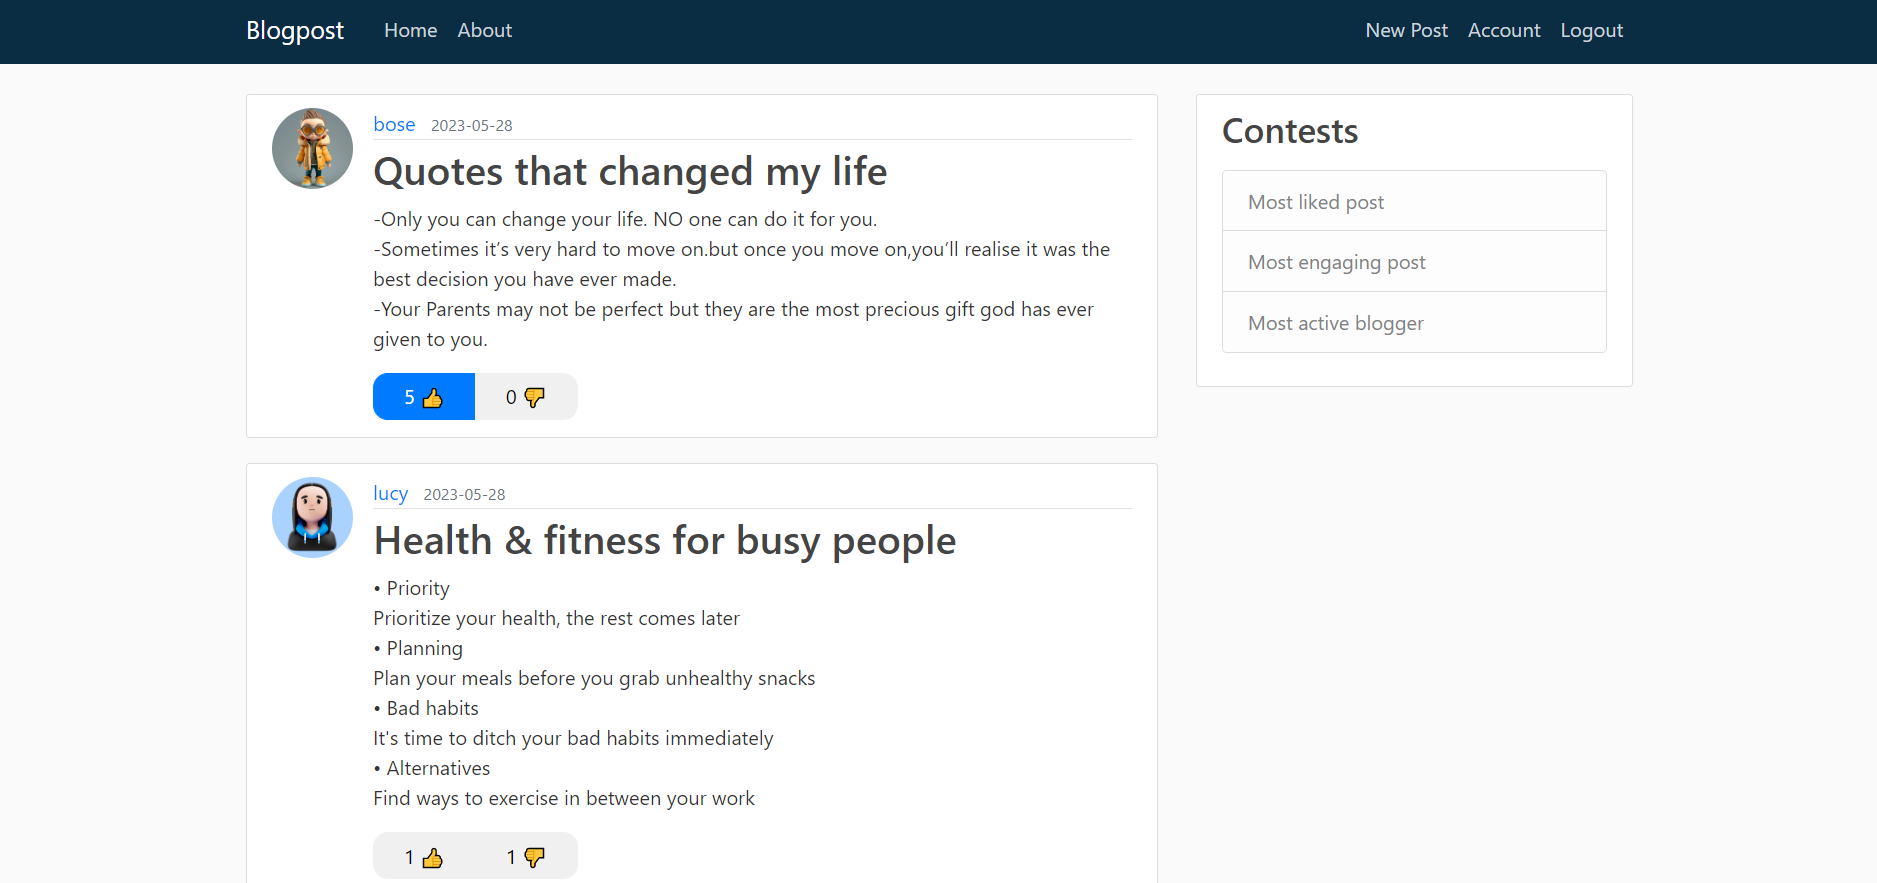 Blogpost Home About New Post Account Logout
bose 2023-05-28
Quotes that changed my life
-Only you can change your life. NO one can do it for you.
-Sometimes it’s very hard to move on.but once you move on,you’ll realise it was the
best decision you have ever made.
-Your Parents may not be perfect but they are the most precious gift god has ever
given to you.
5 👍 0 👎
lucy 2023-05-28
Health & fitness for busy people
• Priority
Prioritize your health, the rest comes later
• Planning
Plan your meals before you grab unhealthy snacks
• Bad habits
It's time to ditch your bad habits immediately
• Alternatives
Find ways to exercise in between your work
1 👍 1 👎
Contests
Most liked post
Most engaging post
Most active blogger